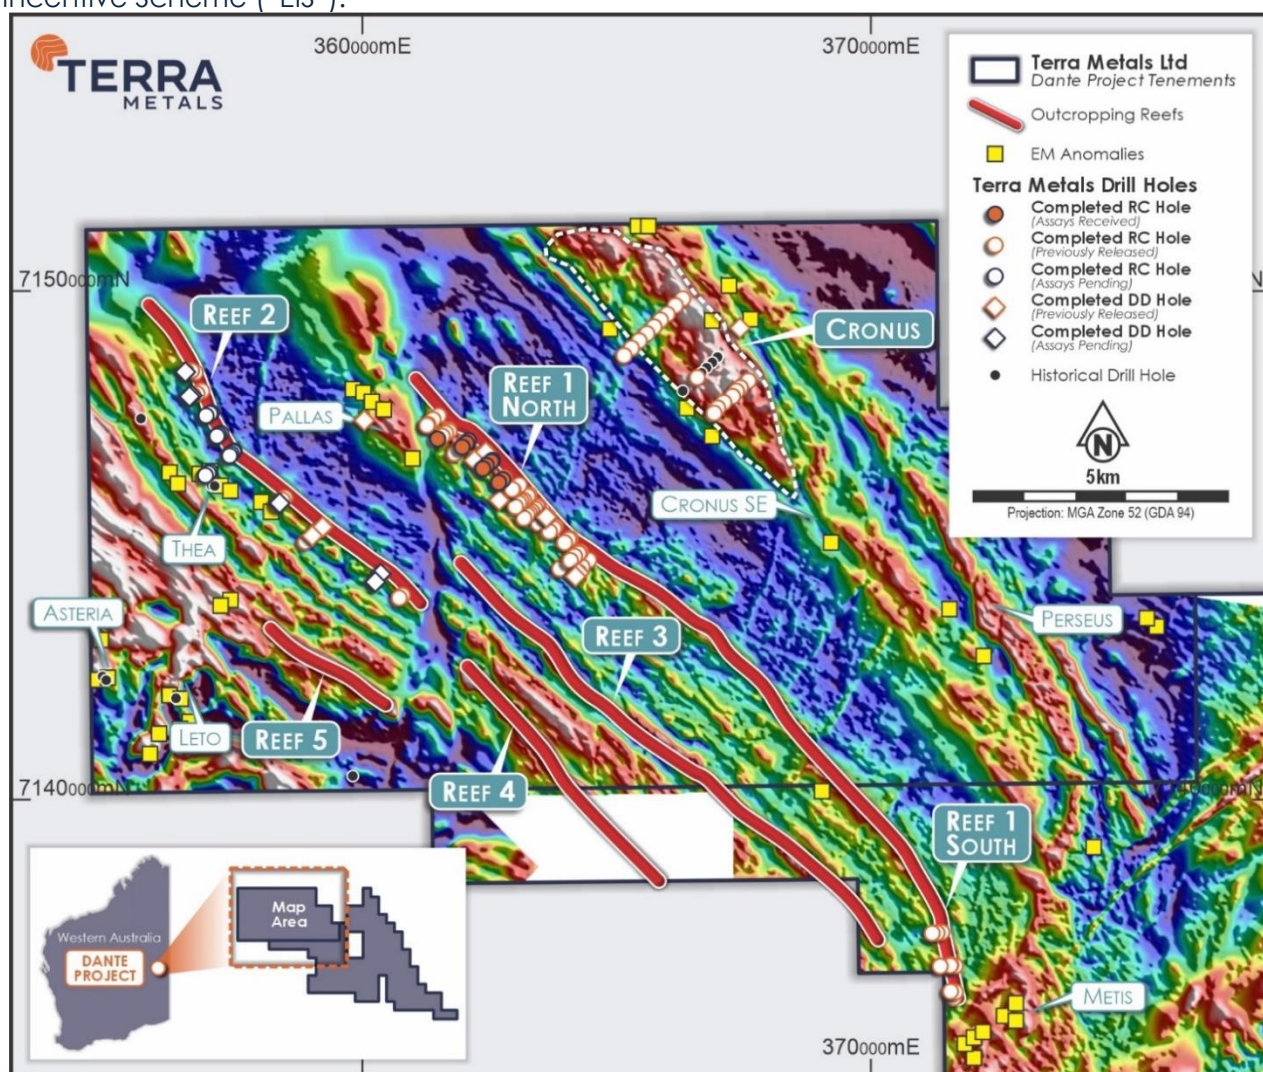 incentive scheme ("EIS").
360000mE
370000mE
TERRA
METALS
Terra Metals Ltd
Dante Project Tenements
Outcropping Reefs
EM Anomalies
Terra Metals Drill Holes
Completed RC Hole
(Assays Received)
Completed RC Hole
(Previously Released)
Completed RC Hole
(Assays Pending)
Completed DD Hole
(Previously Released)
Completed DD Hole
(Assays Pending)
Historical Drill Hole
N
5km
Projection: MGA Zone 52 (GDA 94)
7150000mN
N
REEF 2
CRONUS
REEF 1
NORTH
PALLAS
CRONUS SE
THEA
ASTERIA
PERSEUS
REEF 3
LETO
REEF 5
7140000mN
REEF 4
REEF 1
SOUTH
Map
Area
Western Australia
DANTE
PROJECT
METIS
370000mE